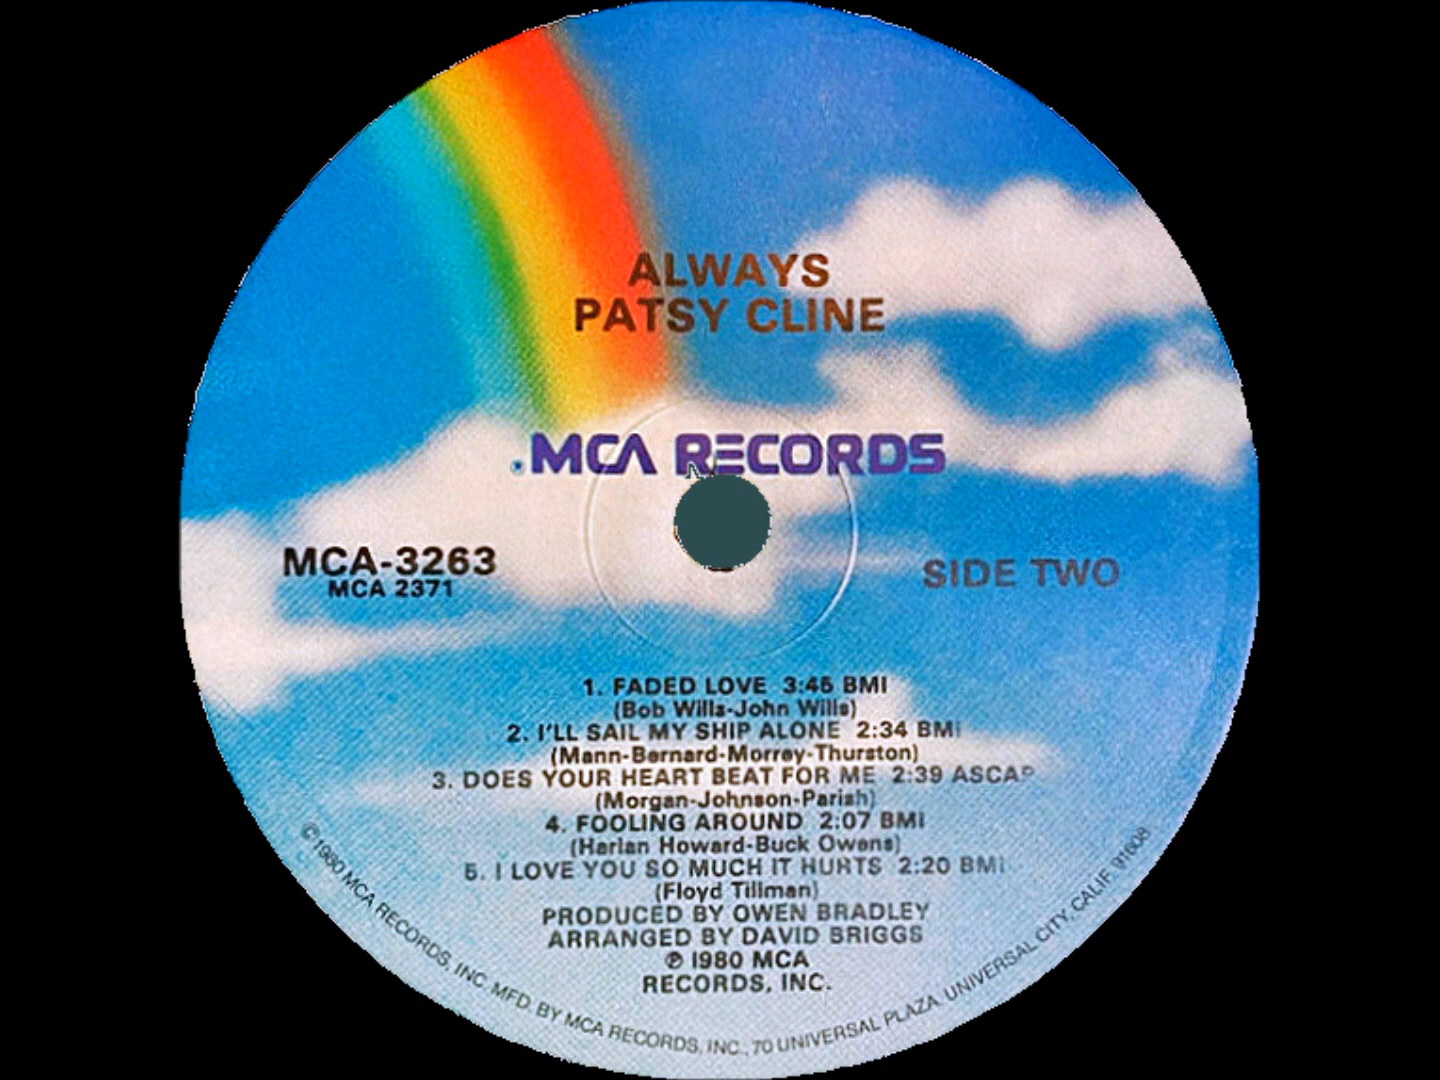 ALWAYS
PATSY CLINE
MCA RECORDS
MCA-3263
MCA 2371
SIDE TWO
1. FADED LOVE 3:45 BMI
(Bob Wills-John Wills)
2. I'LL SAIL MY SHIP ALONE 2:34 BMI
(Mann-Bernard-Morrey-Thurston)
3. DOES YOUR HEART BEAT FOR ME 2:39 ASCAP
(Morgan-Johnson-Parish)
4. FOOLING AROUND 2:07 BMI
(Harlan Howard-Buck Owens)
5. I LOVE YOU SO MUCH IT HURTS 2:20 BMI
(Floyd Tillman)
PRODUCED BY OWEN BRADLEY
ARRANGED BY DAVID BRIGGS
℗ 1980 MCA
RECORDS, INC.
©1980 MCA RECORDS, INC. MFD. BY MCA RECORDS, INC., 70 UNIVERSAL PLAZA, UNIVERSAL CITY, CALIF. 91608